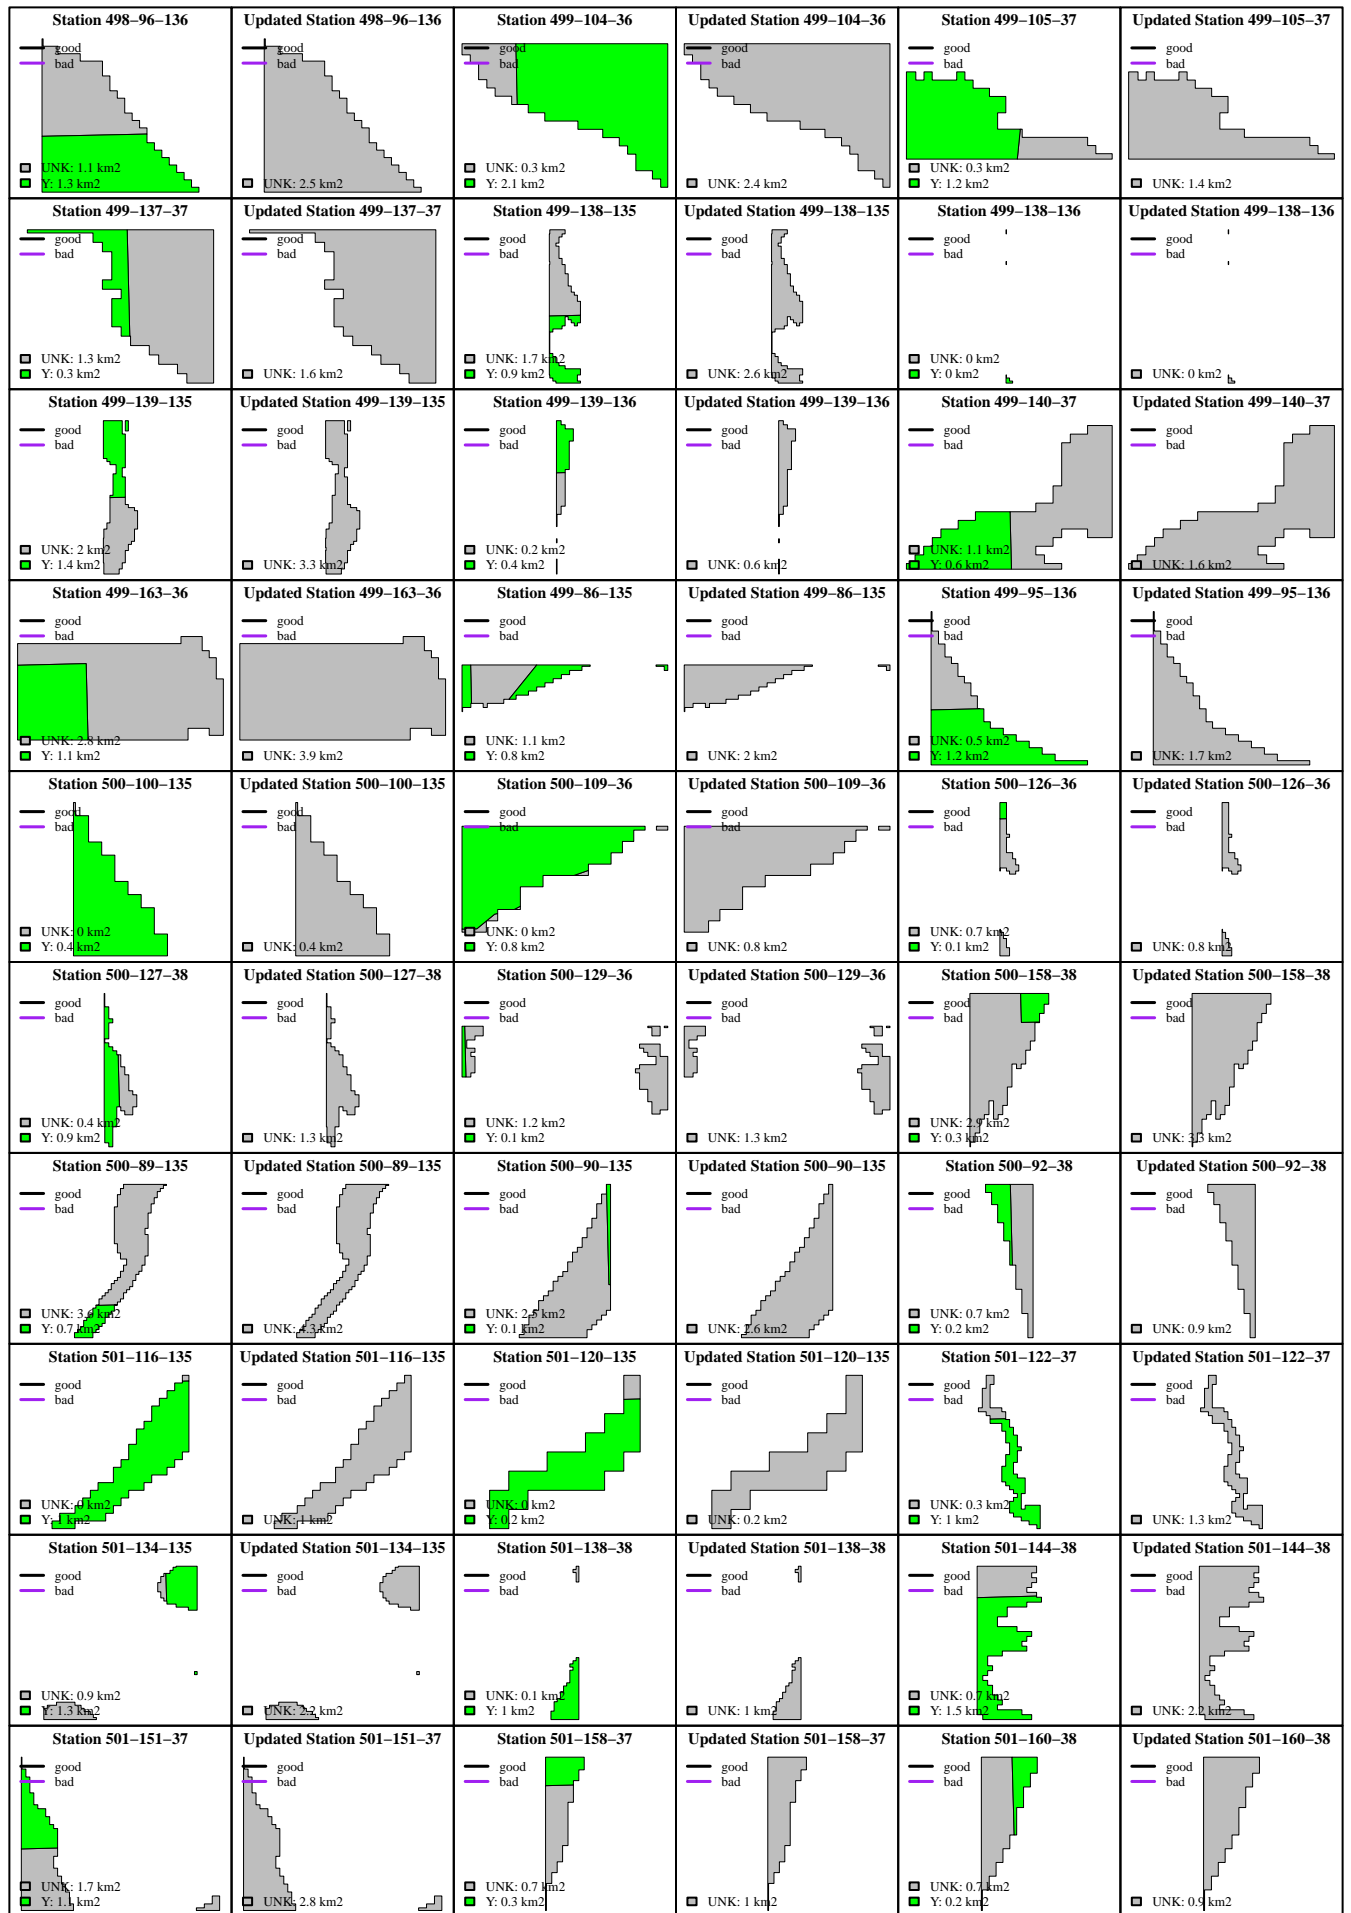 Station 498−96−136
good
bad
UNK: 1.1 km2
Y: 1.3 km2
Updated Station 498−96−136
good
bad
UNK: 2.5 km2
Station 499−104−36
good
bad
UNK: 0.3 km2
Y: 2.1 km2
Updated Station 499−104−36
good
bad
UNK: 2.4 km2
Station 499−105−37
good
bad
UNK: 0.3 km2
Y: 1.2 km2
Updated Station 499−105−37
good
bad
UNK: 1.4 km2
Station 499−137−37
good
bad
UNK: 1.3 km2
Y: 0.3 km2
Updated Station 499−137−37
good
bad
UNK: 1.6 km2
Station 499−138−135
good
bad
UNK: 1.7 km2
Y: 0.9 km2
Updated Station 499−138−135
good
bad
UNK: 2.6 km2
Station 499−138−136
good
bad
UNK: 0 km2
Y: 0 km2
Updated Station 499−138−136
good
bad
UNK: 0 km2
Station 499−139−135
good
bad
UNK: 2 km2
Y: 1.4 km2
Updated Station 499−139−135
good
bad
UNK: 3.3 km2
Station 499−139−136
good
bad
UNK: 0.2 km2
Y: 0.4 km2
Updated Station 499−139−136
good
bad
UNK: 0.6 km2
Station 499−140−37
good
bad
UNK: 1.1 km2
Y: 0.6 km2
Updated Station 499−140−37
good
bad
UNK: 1.6 km2
Station 499−163−36
good
bad
UNK: 2.8 km2
Y: 1.1 km2
Updated Station 499−163−36
good
bad
UNK: 3.9 km2
Station 499−86−135
good
bad
UNK: 1.1 km2
Y: 0.8 km2
Updated Station 499−86−135
good
bad
UNK: 2 km2
Station 499−95−136
good
bad
UNK: 0.5 km2
Y: 1.2 km2
Updated Station 499−95−136
good
bad
UNK: 1.7 km2
Station 500−100−135
good
bad
UNK: 0 km2
Y: 0.4 km2
Updated Station 500−100−135
good
bad
UNK: 0.4 km2
Station 500−109−36
good
bad
UNK: 0 km2
Y: 0.8 km2
Updated Station 500−109−36
good
bad
UNK: 0.8 km2
Station 500−126−36
good
bad
UNK: 0.7 km2
Y: 0.1 km2
Updated Station 500−126−36
good
bad
UNK: 0.8 km2
Station 500−127−38
good
bad
UNK: 0.4 km2
Y: 0.9 km2
Updated Station 500−127−38
good
bad
UNK: 1.3 km2
Station 500−129−36
good
bad
UNK: 1.2 km2
Y: 0.1 km2
Updated Station 500−129−36
good
bad
UNK: 1.3 km2
Station 500−158−38
good
bad
UNK: 2.9 km2
Y: 0.3 km2
Updated Station 500−158−38
good
bad
UNK: 3.3 km2
Station 500−89−135
good
bad
UNK: 3.6 km2
Y: 0.7 km2
Updated Station 500−89−135
good
bad
UNK: 4.3 km2
Station 500−90−135
good
bad
UNK: 2.5 km2
Y: 0.1 km2
Updated Station 500−90−135
good
bad
UNK: 2.6 km2
Station 500−92−38
good
bad
UNK: 0.7 km2
Y: 0.2 km2
Updated Station 500−92−38
good
bad
UNK: 0.9 km2
Station 501−116−135
good
bad
UNK: 0 km2
Y: 1 km2
Updated Station 501−116−135
good
bad
UNK: 1 km2
Station 501−120−135
good
bad
UNK: 0 km2
Y: 0.2 km2
Updated Station 501−120−135
good
bad
UNK: 0.2 km2
Station 501−122−37
good
bad
UNK: 0.3 km2
Y: 1 km2
Updated Station 501−122−37
good
bad
UNK: 1.3 km2
Station 501−134−135
good
bad
UNK: 0.9 km2
Y: 1.3 km2
Updated Station 501−134−135
good
bad
UNK: 2.2 km2
Station 501−138−38
good
bad
UNK: 0.1 km2
Y: 1 km2
Updated Station 501−138−38
good
bad
UNK: 1 km2
Station 501−144−38
good
bad
UNK: 0.7 km2
Y: 1.5 km2
Updated Station 501−144−38
good
bad
UNK: 2.2 km2
Station 501−151−37
good
bad
UNK: 1.7 km2
Y: 1.1 km2
Updated Station 501−151−37
good
bad
UNK: 2.8 km2
Station 501−158−37
good
bad
UNK: 0.7 km2
Y: 0.3 km2
Updated Station 501−158−37
good
bad
UNK: 1 km2
Station 501−160−38
good
bad
UNK: 0.7 km2
Y: 0.2 km2
Updated Station 501−160−38
good
bad
UNK: 0.9 km2